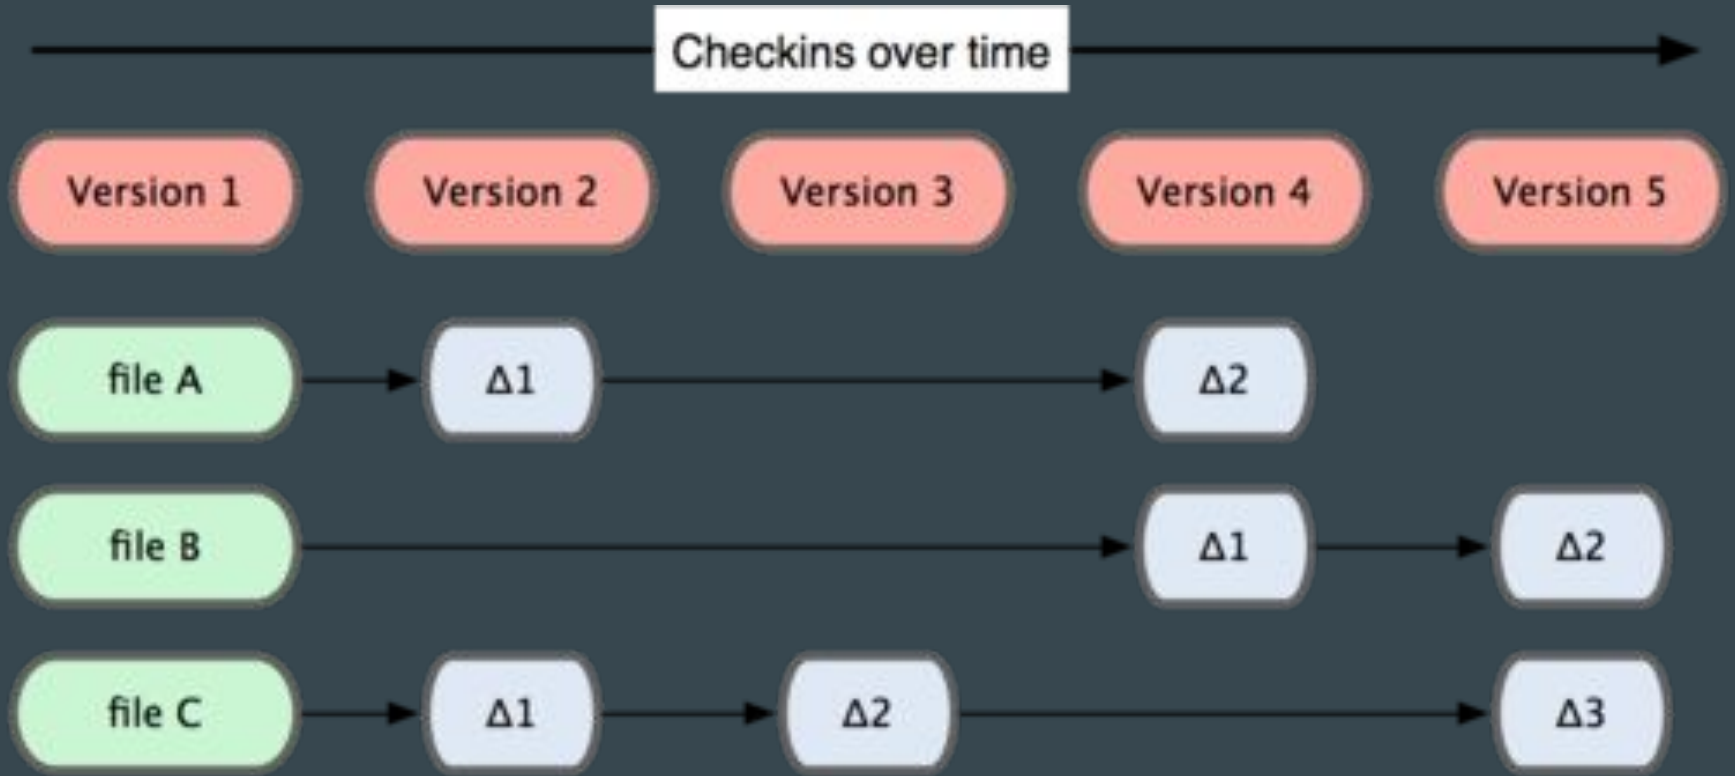 Checkins over time
Version 1 Version 2 Version 3 Version 4 Version 5
file A Δ1 Δ2
file B Δ1 Δ2
file C Δ1 Δ2 Δ3